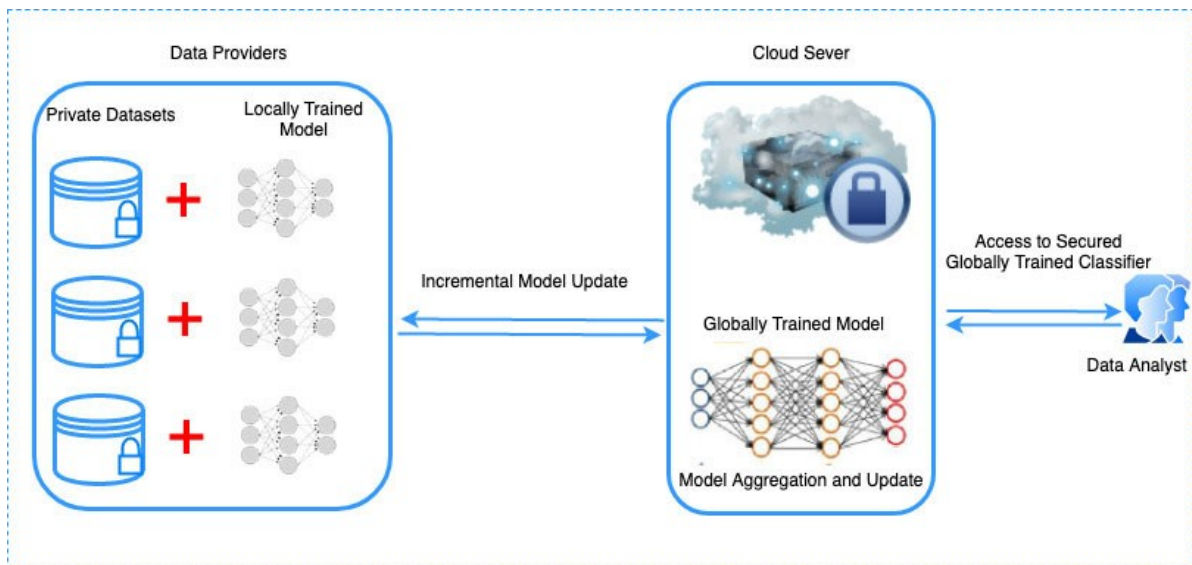 Data Providers
Cloud Sever
Private Datasets
Locally Trained
Model
Incremental Model Update
Globally Trained Model
Model Aggregation and Update
Access to Secured
Globally Trained Classifier
Data Analyst